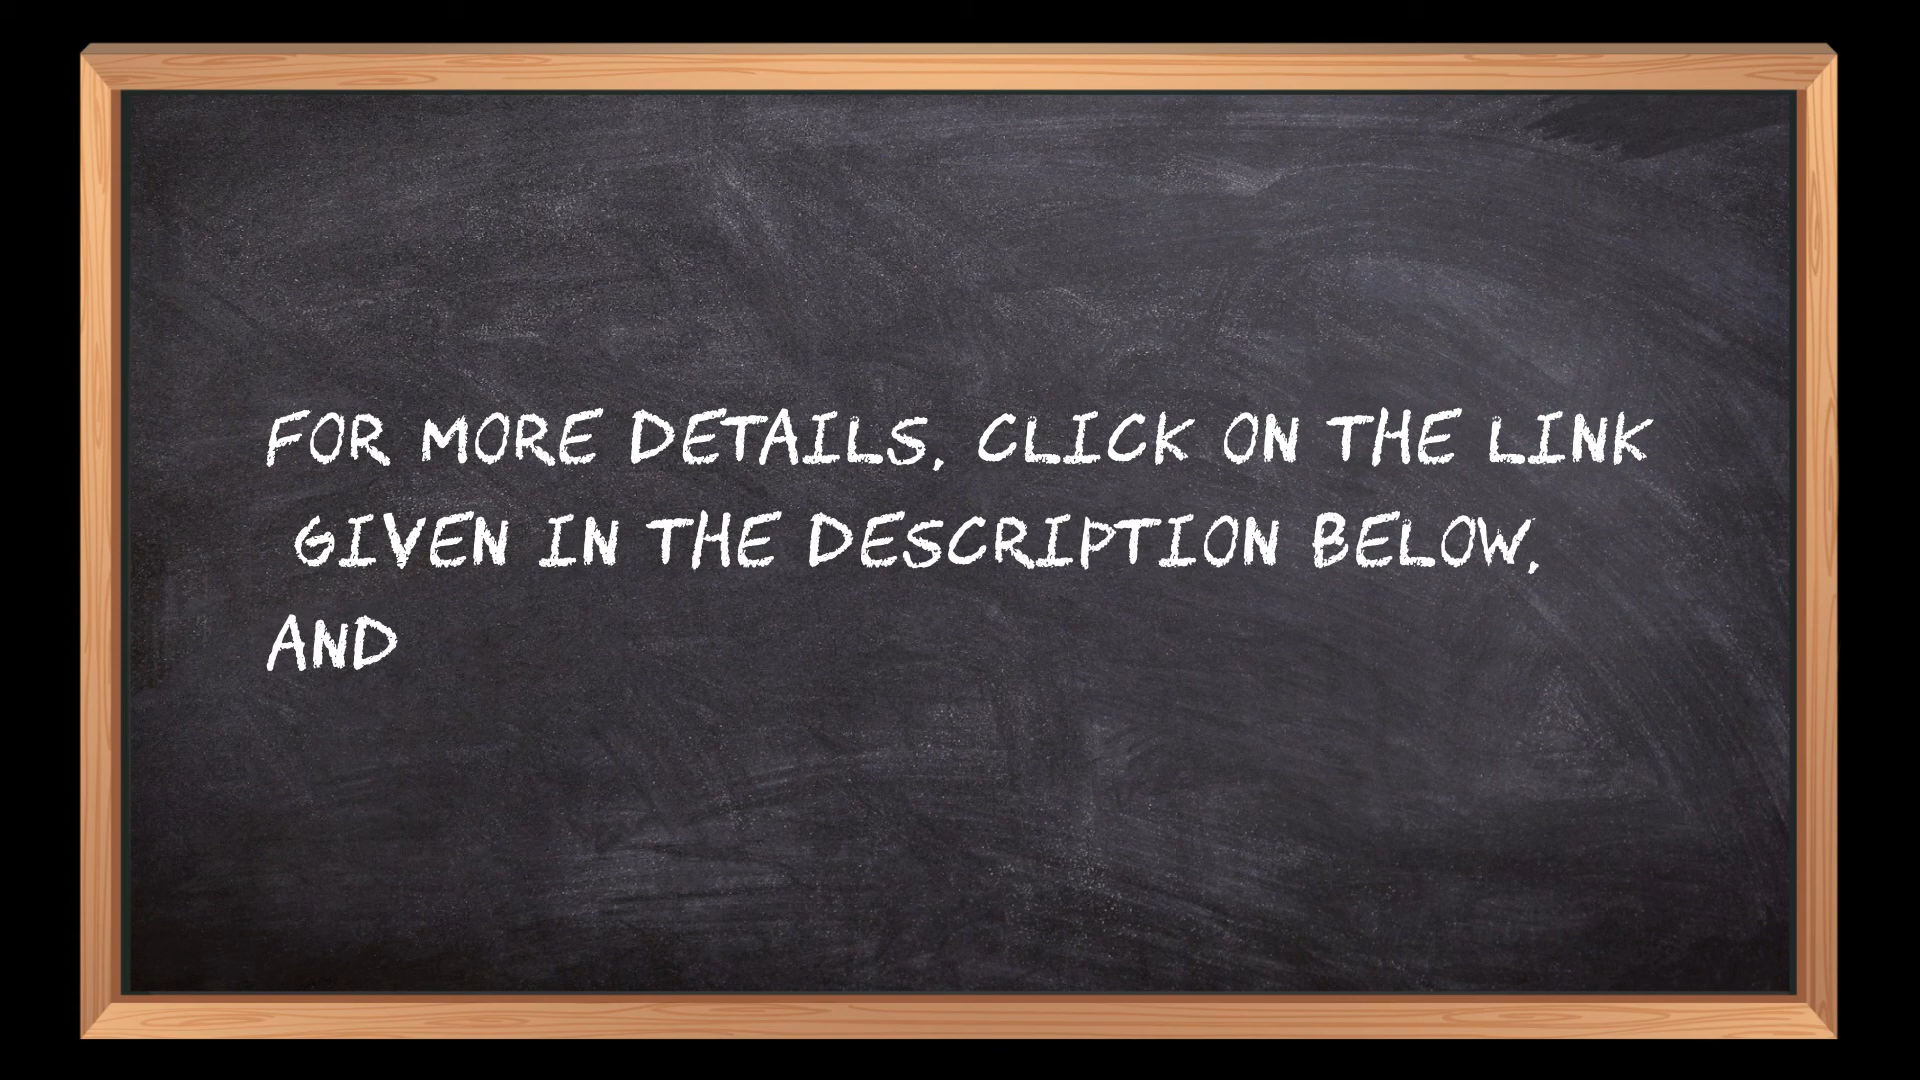 FOR MORE DETAILS, CLICK ON THE LINK
GIVEN IN THE DESCRIPTION BELOW,
AND